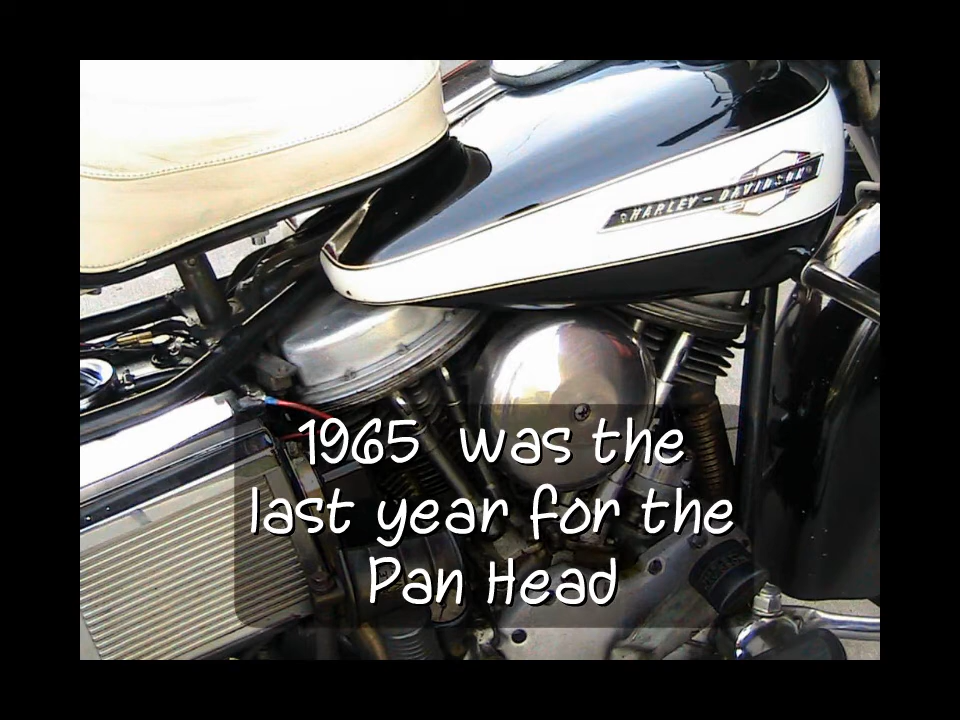 HARLEY-DAVIDSON
1965 was the
last year for the
Pan Head